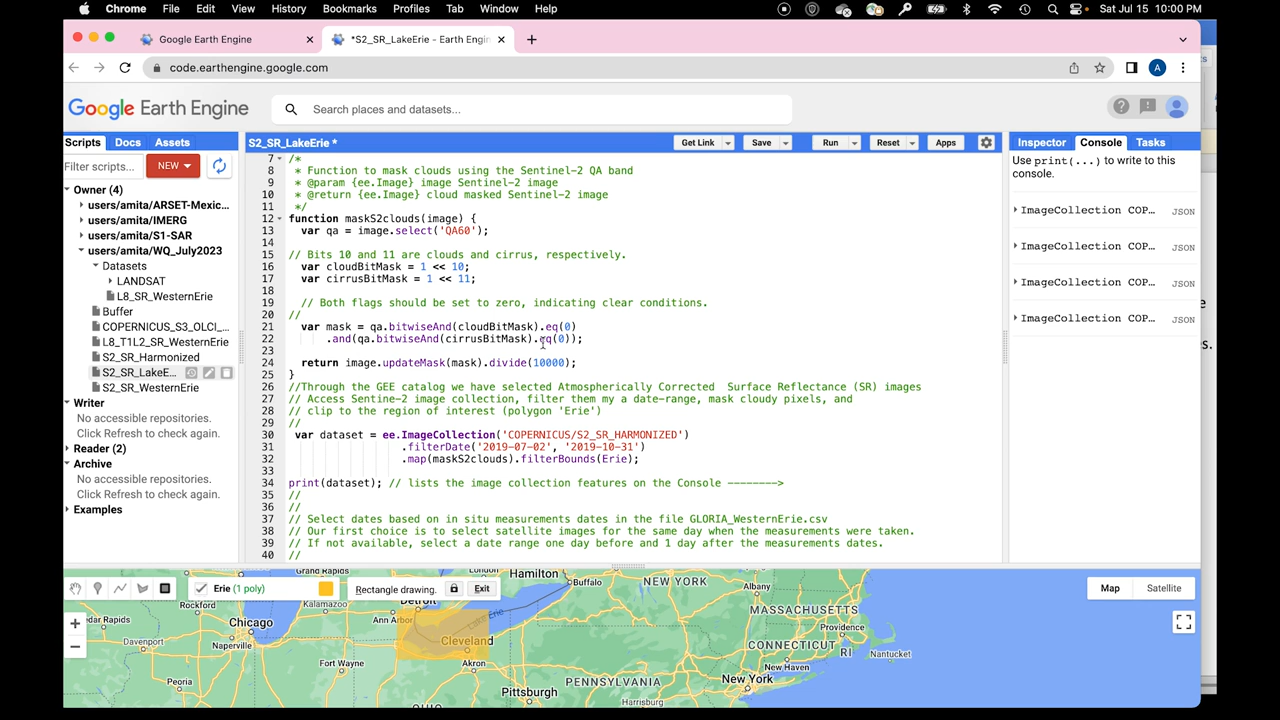 Chrome File Edit View History Bookmarks Profiles Tab Window Help Sat Jul 15 10:00 PM
Google Earth Engine
*S2_SR_LakeErie - Earth Engin
code.earthengine.google.com
A
Google Earth Engine
Search places and datasets...
Scripts Docs Assets
Filter scripts...
NEW
Owner (4)
users/amita/ARSET-Mexic...
users/amita/IMERG
users/amita/S1-SAR
users/amita/WQ_July2023
Datasets
LANDSAT
L8_SR_WesternErie
Buffer
COPERNICUS_S3_OLCI_...
L8_T1L2_SR_WesternErie
S2_SR_Harmonized
S2_SR_LakeE...
S2_SR_WesternErie
Writer
No accessible repositories.
Click Refresh to check again.
Reader (2)
Archive
No accessible repositories.
Click Refresh to check again.
Examples
S2_SR_LakeErie *
Get Link Save Run Reset Apps
7 /*
8 * Function to mask clouds using the Sentinel-2 QA band
9 * @param {ee.Image} image Sentinel-2 image
10 * @return {ee.Image} cloud masked Sentinel-2 image
11 */
12 function maskS2clouds(image) {
13 var qa = image.select('QA60');
14
15 // Bits 10 and 11 are clouds and cirrus, respectively.
16 var cloudBitMask = 1 << 10;
17 var cirrusBitMask = 1 << 11;
18
19 // Both flags should be set to zero, indicating clear conditions.
20 //
21 var mask = qa.bitwiseAnd(cloudBitMask).eq(0)
22 .and(qa.bitwiseAnd(cirrusBitMask).eq(0));
23
24 return image.updateMask(mask).divide(10000);
25 }
26 //Through the GEE catalog we have selected Atmospherically Corrected Surface Reflectance (SR) images
27 // Access Sentine-2 image collection, filter them my a date-range, mask cloudy pixels, and
28 // clip to the region of interest (polygon 'Erie')
29 //
30 var dataset = ee.ImageCollection('COPERNICUS/S2_SR_HARMONIZED')
31 .filterDate('2019-07-02', '2019-10-31')
32 .map(maskS2clouds).filterBounds(Erie);
33
34 print(dataset); // lists the image collection features on the Console -------->
35 //
36 //
37 // Select dates based on in situ measurements dates in the file GLORIA_WesternErie.csv
38 // Our first choice is to select satellite images for the same day when the measurements were taken.
39 // If not available, select a date range one day before and 1 day after the measurements dates.
40 //
Inspector Console Tasks
Use print(...) to write to this
console.
ImageCollection COP... JSON
ImageCollection COP... JSON
ImageCollection COP... JSON
ImageCollection COP... JSON
Erie (1 poly)
Rectangle drawing. Exit
Map Satellite
Grand Rapids
London
Hamilton
Buffalo
NEW YORK
Albany
MASSACHUSETTS
Rockford
Kalamazoo
Detroit
Ann Arbor
Lake Erie
Chicago
Cleveland
Providence
CONNECTICUT
RI
Nantucket
Davenport
Naperville
Fort Wayne
Akron
New Haven
Peoria
PENNSYLVANIA
New York
Pittsburgh
Harrisburg
OHIO